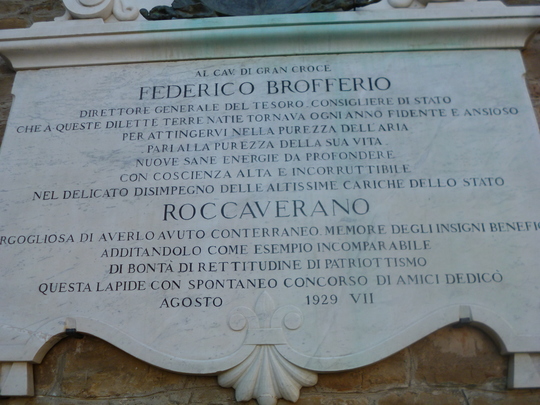 AL CAV. DI GRAN CROCE
FEDERICO BROFFERIO
DIRETTORE GENERALE DEL TESORO. CONSIGLIERE DI STATO
CHE A QUESTE DILETTE TERRE NATIE TORNAVA OGNI ANNO FIDENTE E ANSIOSO
PER ATTINGERVI NELLA PUREZZA DELL'ARIA
PARI ALLA PUREZZA DELLA SUA VITA
NUOVE SANE ENERGIE DA PROFONDERE
CON COSCIENZA ALTA E INCORRUTTIBILE
NEL DELICATO DISIMPEGNO DELLE ALTISSIME CARICHE DELLO STATO
ROCCAVERANO
RGOGLIOSA DI AVERLO AVUTO CONTERRANEO. MEMORE DEGLI INSIGNI BENEFI
ADDITANDOLO COME ESEMPIO INCOMPARABILE
DI BONTÀ DI RETTITUDINE DI PATRIOTTISMO
QUESTA LAPIDE CON SPONTANEO CONCORSO DI AMICI DEDICÒ
AGOSTO 1929 VII